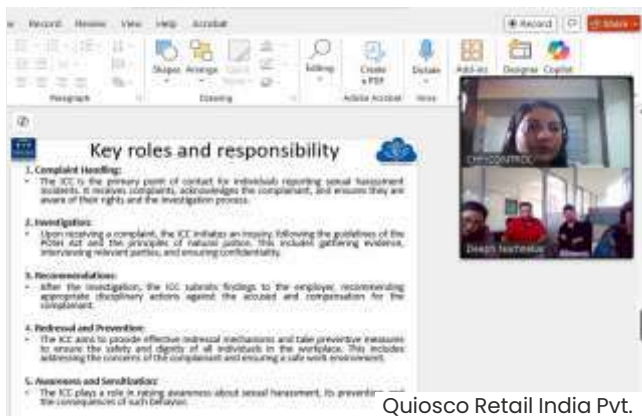 Record Review View Help Acrobat
Record
Share
Shapes Arrange
Editing
Create a PDF
Dictate
Add-ins
Designer Copilot
Paragraph
Drawing
Adobe Acrobat
Voice
Key roles and responsibility
1. Complaint Handling:
The ICC is the primary point of contact for individuals reporting sexual harassment
incidents. It receives complaints, acknowledges the complainant, and ensures they are
aware of their rights and the investigation process.
2. Investigation:
Upon receiving a complaint, the ICC initiates an inquiry, following the guidelines of the
POSH Act and the principles of natural justice. This includes gathering evidence,
interviewing relevant parties, and ensuring confidentiality.
3. Recommendations:
After the investigation, the ICC submits findings to the employer, recommending
appropriate disciplinary actions against the accused and compensation for the
complainant.
4. Redressal and Prevention:
The ICC aims to provide effective redressal mechanisms and take preventive measures
to ensure the safety and dignity of all individuals in the workplace. This includes
addressing the concerns of the complainant and ensuring a safe work environment.
5. Awareness and Sensitization:
The ICC plays a role in raising awareness about sexual harassment, its
the consequences of such behavior.
Quiosco Retail India Pvt.